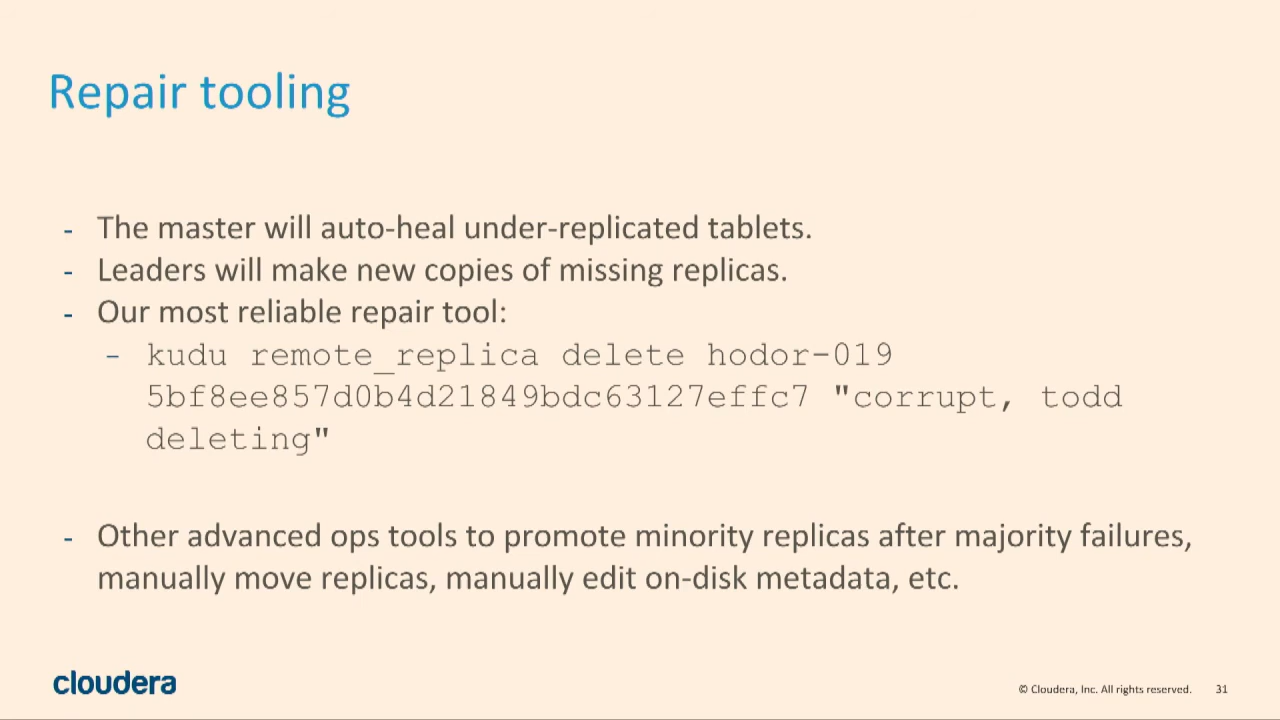 Repair tooling
- The master will auto-heal under-replicated tablets.
- Leaders will make new copies of missing replicas.
- Our most reliable repair tool:
- kudu remote_replica delete hodor-019
5bf8ee857d0b4d21849bdc63127effc7 "corrupt, todd
deleting"
- Other advanced ops tools to promote minority replicas after majority failures,
manually move replicas, manually edit on-disk metadata, etc.
cloudera
© Cloudera, Inc. All rights reserved. 31